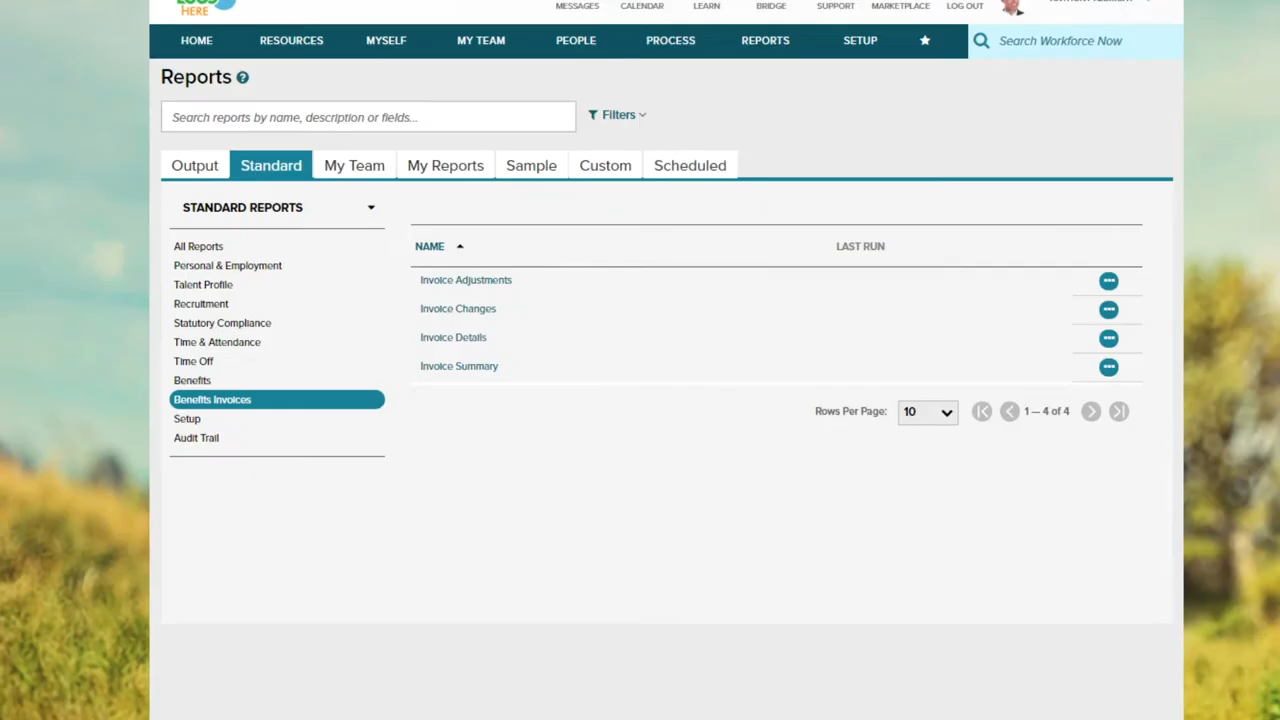 HERE
MESSAGES CALENDAR LEARN BRIDGE SUPPORT MARKETPLACE LOG OUT
HOME RESOURCES MYSELF MY TEAM PEOPLE PROCESS REPORTS SETUP Search Workforce Now
Reports ?
Search reports by name, description or fields...
Filters
Output Standard My Team My Reports Sample Custom Scheduled
STANDARD REPORTS
All Reports
Personal & Employment
Talent Profile
Recruitment
Statutory Compliance
Time & Attendance
Time Off
Benefits
Benefits Invoices
Setup
Audit Trail
NAME LAST RUN
Invoice Adjustments
Invoice Changes
Invoice Details
Invoice Summary
Rows Per Page: 10 1 – 4 of 4